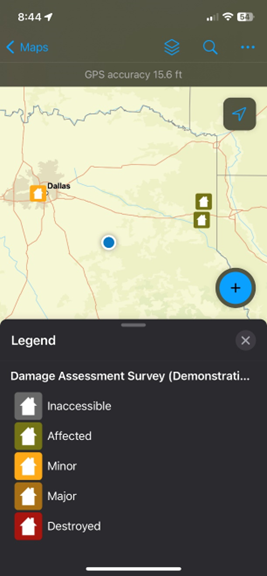 8:44
54
Maps
GPS accuracy 15.6 ft
Dallas
Legend
Damage Assessment Survey (Demonstrati...
Inaccessible
Affected
Minor
Major
Destroyed